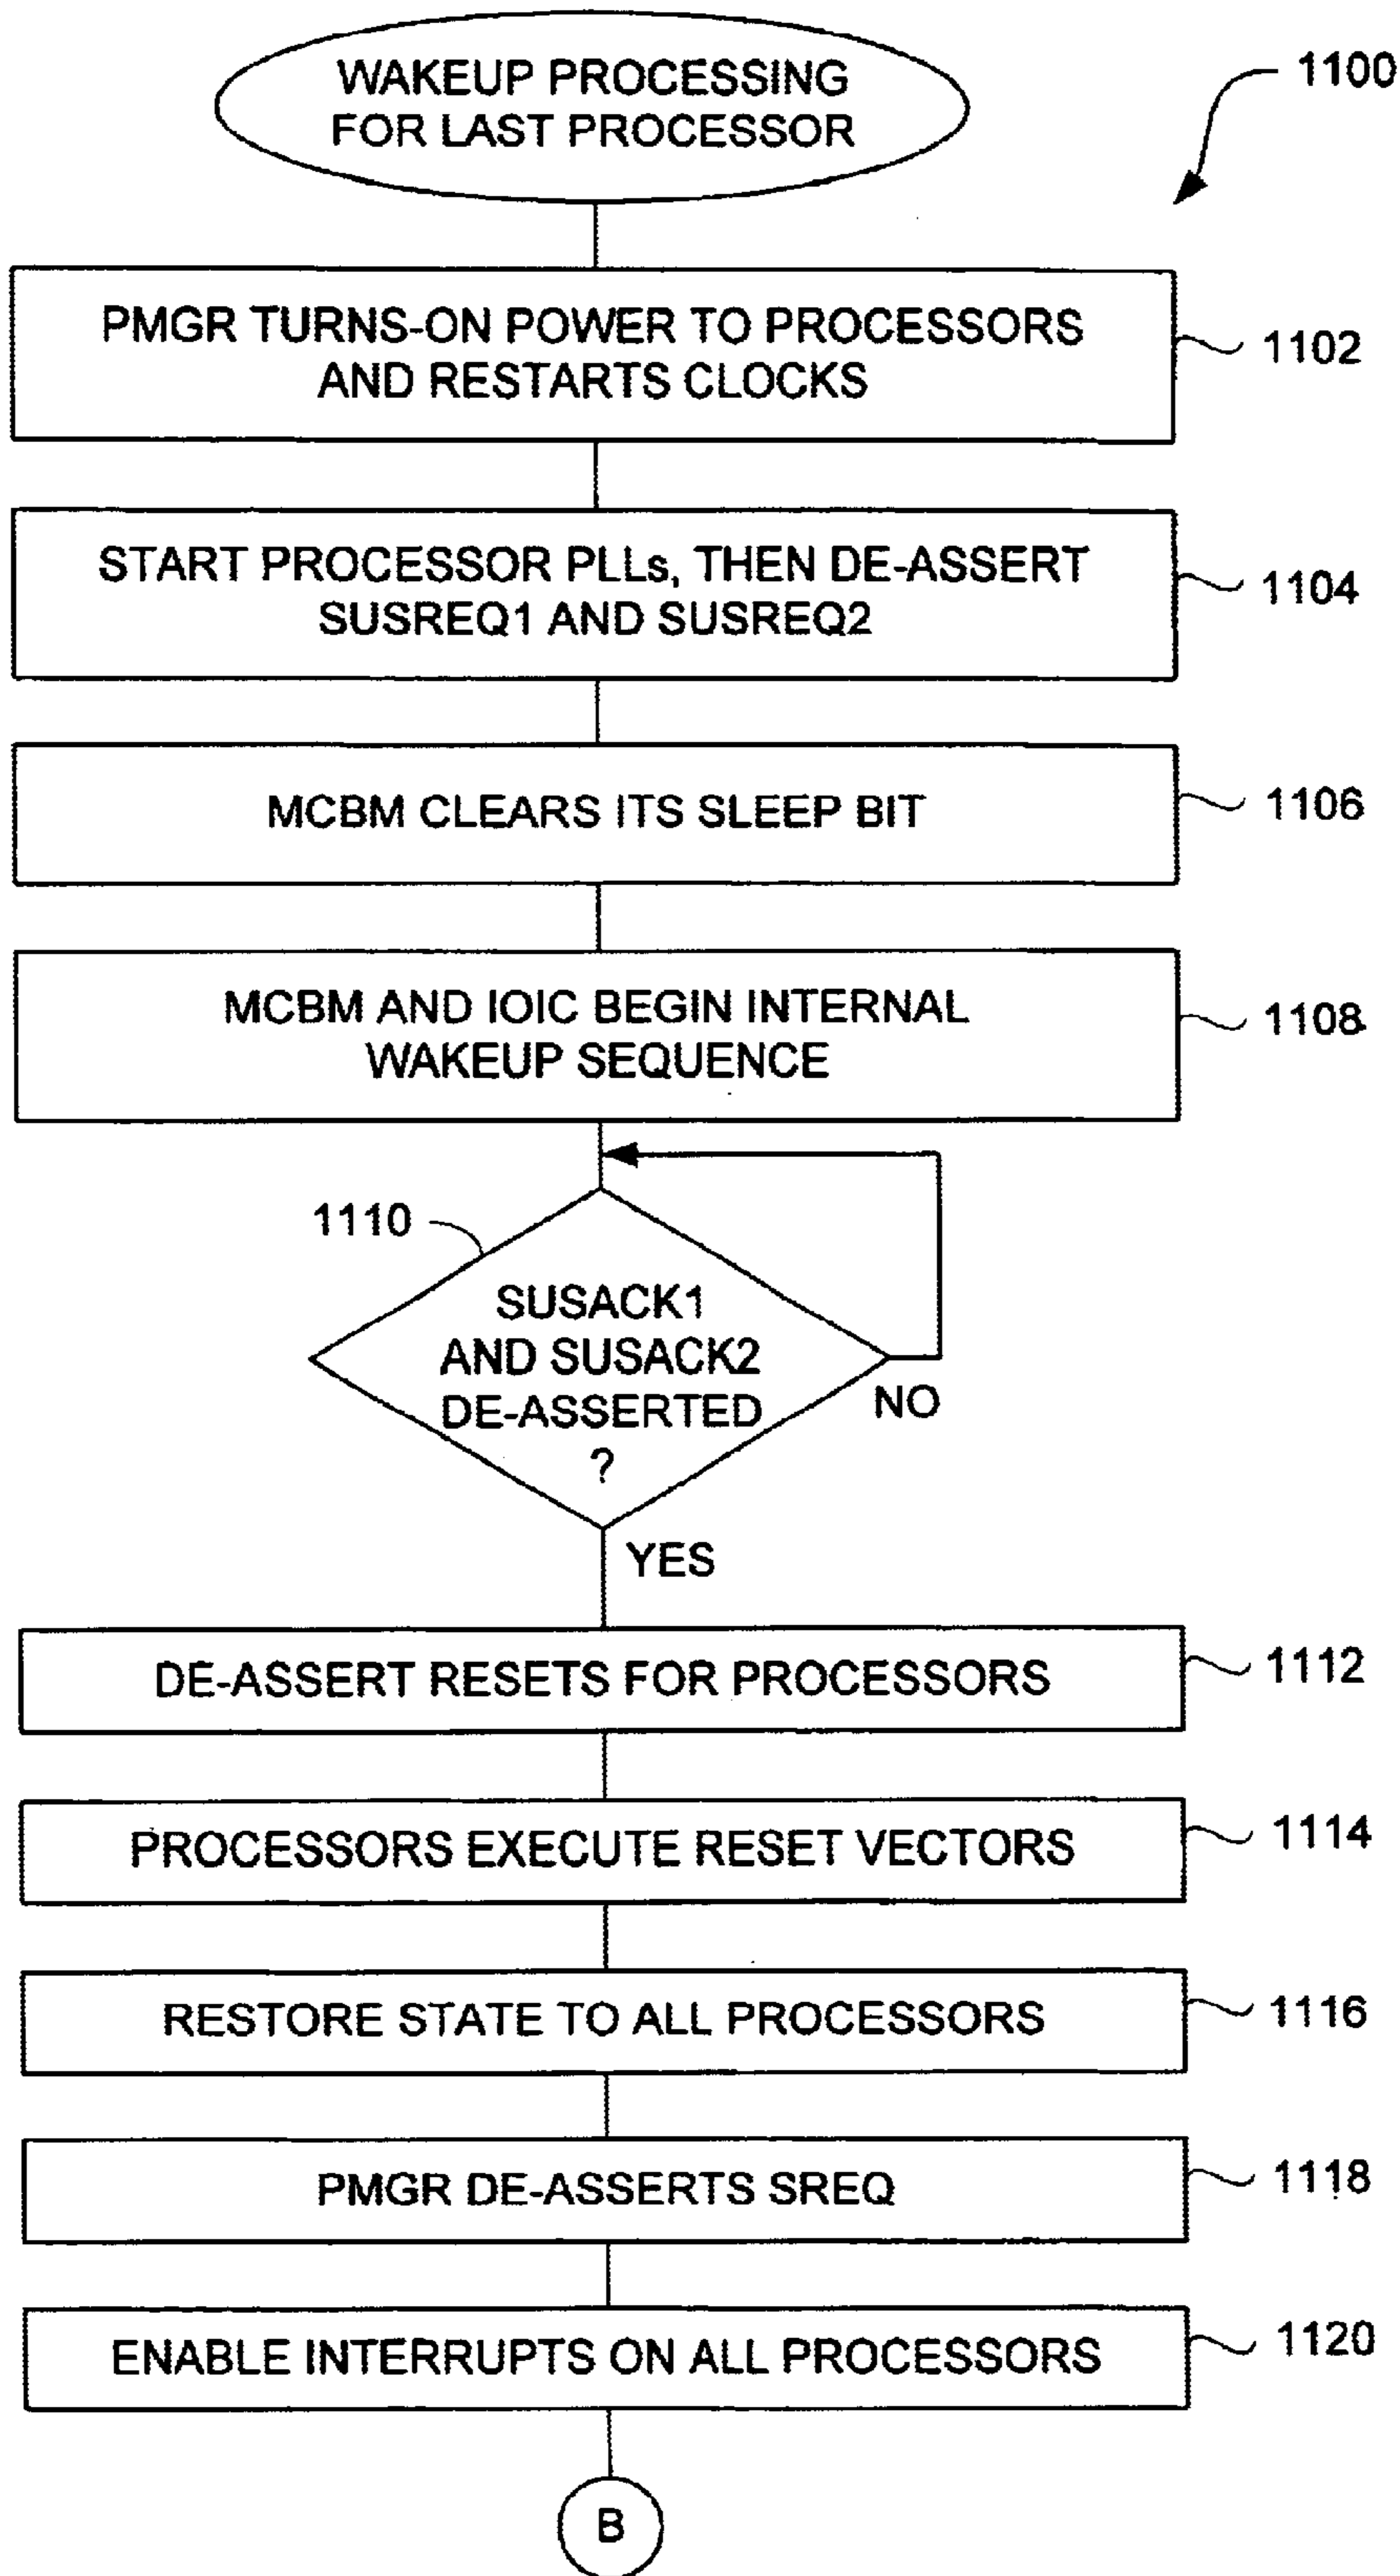 WAKEUP PROCESSING
FOR LAST PROCESSOR
1100
PMGR TURNS-ON POWER TO PROCESSORS
AND RESTARTS CLOCKS
1102
START PROCESSOR PLLs, THEN DE-ASSERT
SUSREQ1 AND SUSREQ2
1104
MCBM CLEARS ITS SLEEP BIT
1106
MCBM AND IOIC BEGIN INTERNAL
WAKEUP SEQUENCE
1108
1110
SUSACK1
AND SUSACK2
DE-ASSERTED
?
NO
YES
DE-ASSERT RESETS FOR PROCESSORS
1112
PROCESSORS EXECUTE RESET VECTORS
1114
RESTORE STATE TO ALL PROCESSORS
1116
PMGR DE-ASSERTS SREQ
1118
ENABLE INTERRUPTS ON ALL PROCESSORS
1120
B